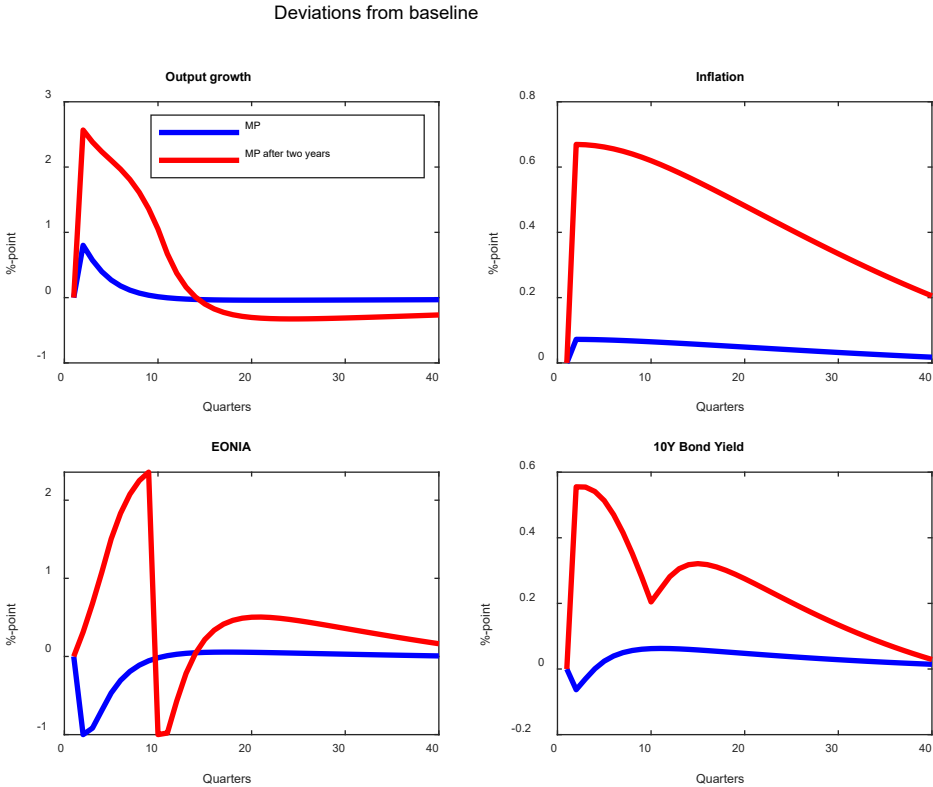 Deviations from baseline
Output growth
3
2
1
0
-1
%-point
MP
MP after two years
0
10
20
30
40
Quarters
Inflation
0.8
0.6
0.4
0.2
0
%-point
0
10
20
30
40
Quarters
EONIA
2
1
0
-1
%-point
0
10
20
30
40
Quarters
10Y Bond Yield
0.6
0.4
0.2
0
-0.2
%-point
0
10
20
30
40
Quarters